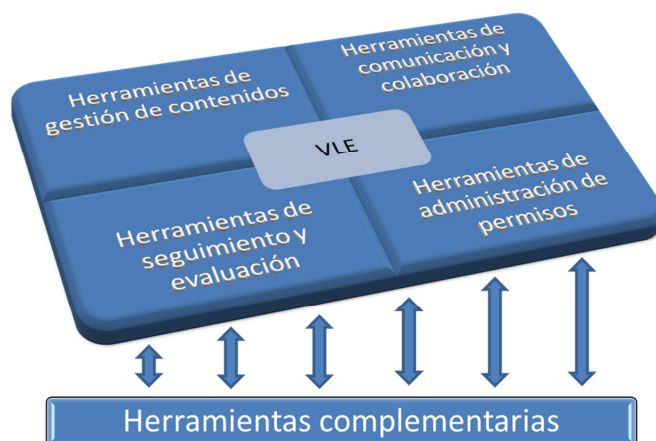 Herramientas de
gestión de contenidos
Herramientas de
comunicación y
colaboración
VLE
Herramientas de
seguimiento y
evaluación
Herramientas de
administración de
permisos
Herramientas complementarias